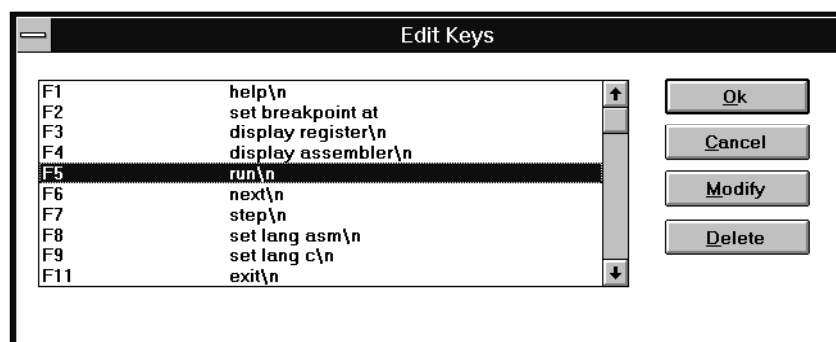 Edit Keys
F1 help\n
F2 set breakpoint at
F3 display register\n
F4 display assembler\n
F5 run\n
F6 next\n
F7 step\n
F8 set lang asm\n
F9 set lang c\n
F11 exit\n
Ok
Cancel
Modify
Delete